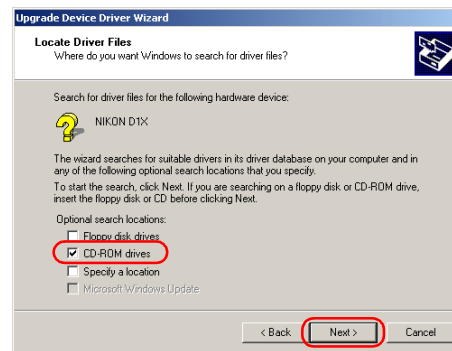 Upgrade Device Driver Wizard
Locate Driver Files
Where do you want Windows to search for driver files?
Search for driver files for the following hardware device:
NIKON D1X
The wizard searches for suitable drivers in its driver database on your computer and in
any of the following optional search locations that you specify.
To start the search, click Next. If you are searching on a floppy disk or CD-ROM drive,
insert the floppy disk or CD before clicking Next.
Optional search locations:
Floppy disk drives
CD-ROM drives
Specify a location
Microsoft Windows Update
< Back Next > Cancel